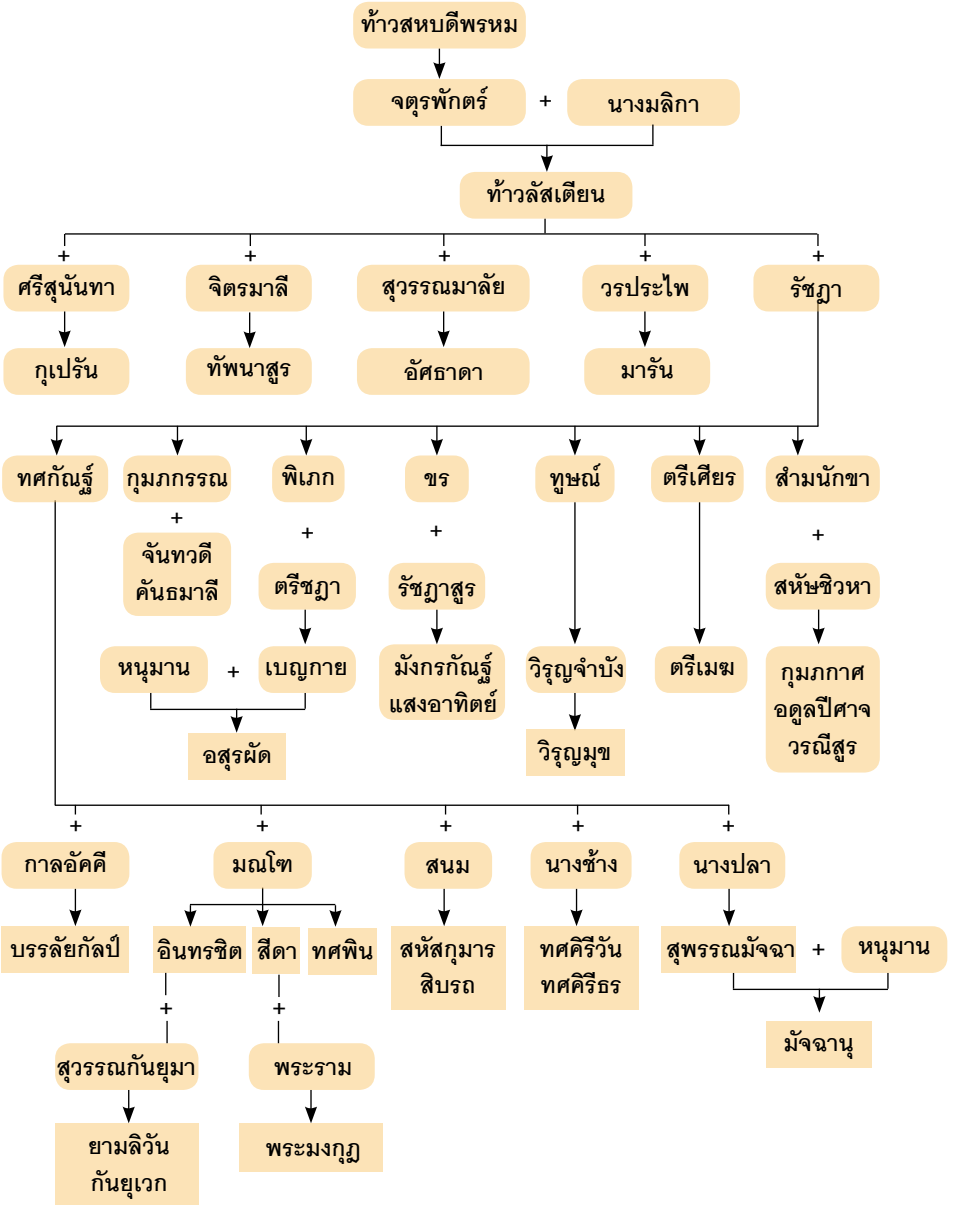 ท้าวสหบดีพรหม
จตุรพักตร์ + นางมลิกา
ท้าวลัสเตียน
+ + + + +
ศรีสุนันทา จิตรมาลี สุวรรณมาลัย วรประไพ รัชฎา
กุเปรัน ทัพนาสูร อัศธาดา มารัน
ทศกัณฐ์ กุมภกรรณ พิเภก ขร ทูษณ์ ตรีเศียร สำมนักขา
+ + + +
จันทวดี
คันธมาลี
ตรีชฎา รัชฎาสูร สหัษชิวหา
หนุมาน + เบญกาย
มังกรกัณฐ์
แสงอาทิตย์
วิรุญจำบัง ตรีเมฆ
กุมภกาศ
อดูลปีศาจ
วรณีสูร
อสุรผัด วิรุญมุข
+ + + + +
กาลอัคคี มณโฑ สนม นางช้าง นางปลา
บรรลัยกัลป์ อินทรชิต สีดา ทศพิน
สหัสกุมาร
สิบรถ
ทศคิรีวัน
ทศคิรีธร
สุพรรณมัจฉา + หนุมาน
+ +
มัจฉานุ
สุวรรณกันยุมา พระราม
ยามลิวัน
กันยุเวก
พระมงกุฎ